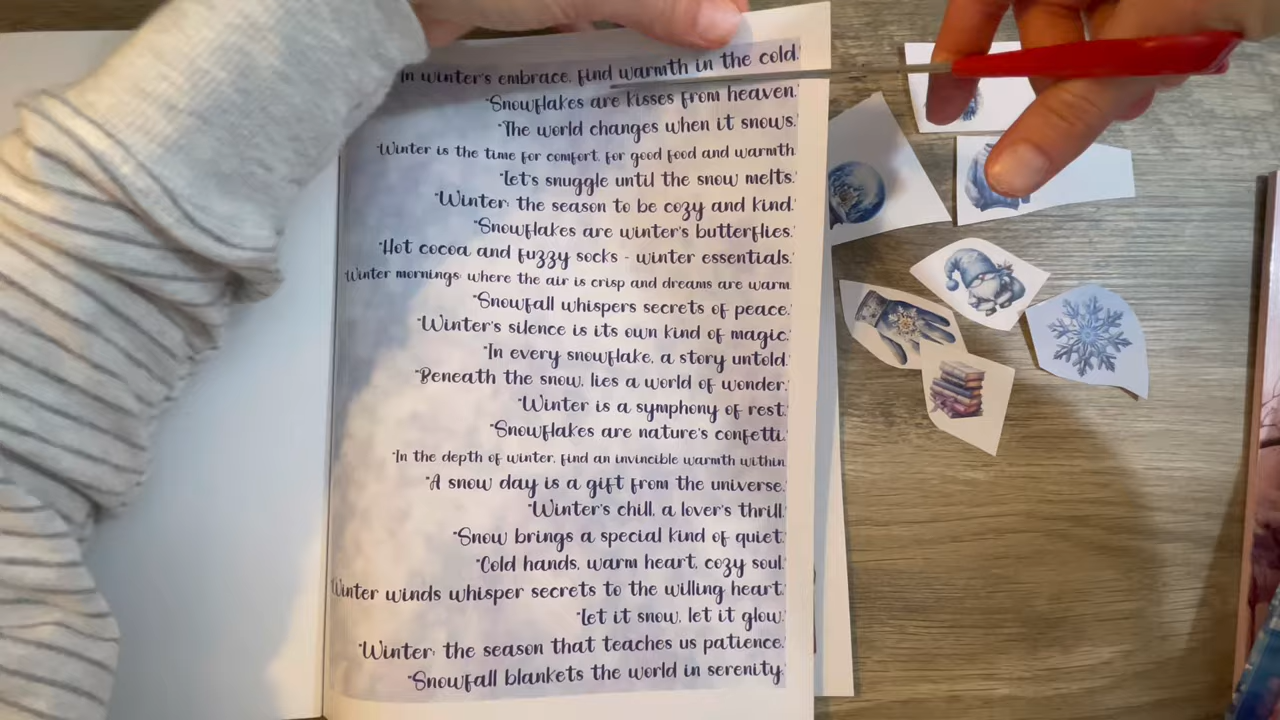 In winter's embrace, find warmth in the cold."
"Snowflakes are kisses from heaven."
"The world changes when it snows."
"Winter is the time for comfort, for good food and warmth
"Let's snuggle until the snow melts."
"Winter: the season to be cozy and kind."
"Snowflakes are winter's butterflies."
"Hot cocoa and fuzzy socks - winter essentials."
"Winter mornings: where the air is crisp and dreams are warm
"Snowfall whispers secrets of peace."
"Winter's silence is its own kind of magic."
"In every snowflake, a story untold."
"Beneath the snow, lies a world of wonder."
"Winter is a symphony of rest."
"Snowflakes are nature's confetti."
"In the depth of winter, find an invincible warmth within
"A snow day is a gift from the universe."
"Winter's chill, a lover's thrill."
"Snow brings a special kind of quiet."
"Cold hands, warm heart, cozy soul."
Winter winds whisper secrets to the willing heart."
"Let it snow, let it glow."
"Winter: the season that teaches us patience."
"Snowfall blankets the world in serenity."